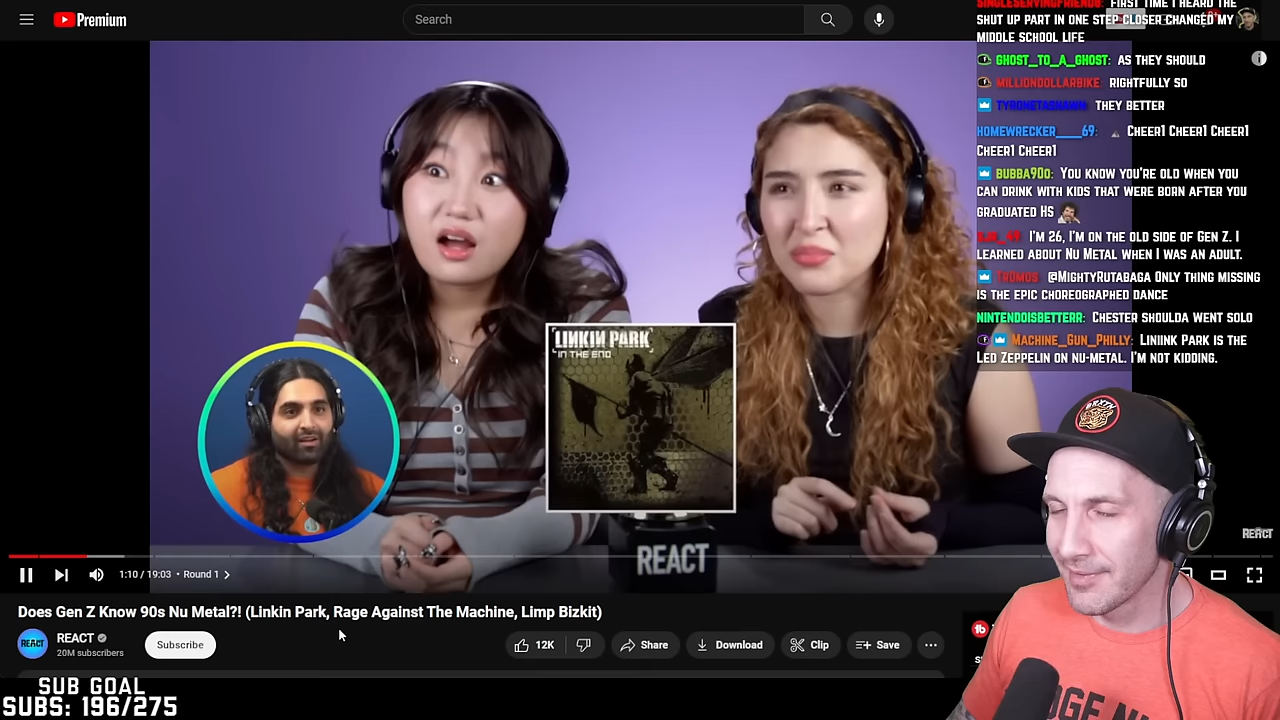 Premium
Search
SINGLESERVINGFRIENDS: FIRST TIME I HEARD THE
SHUT UP PART IN ONE STEP CLOSER CHANGED MY
MIDDLE SCHOOL LIFE
GHOST_TO_A_GHOST: AS THEY SHOULD
MILLIONDOLLARBIKE: RIGHTFULLY SO
THEY BETTER
HOMEWRECKER___69: CHEER1 CHEER1 CHEER1
CHEER1 CHEER1
BUBBA900: YOU KNOW YOU'RE OLD WHEN YOU
CAN DRINK WITH KIDS THAT WERE BORN AFTER YOU
GRADUATED HS
I'M 26, I'M ON THE OLD SIDE OF GEN Z. I
LEARNED ABOUT NU METAL WHEN I WAS AN ADULT.
TROMOS: @MIGHTYRUTABAGA ONLY THING MISSING
IS THE EPIC CHOREOGRAPHED DANCE
NINTENDOISBETTERR: CHESTER SHOULDA WENT SOLO
MACHINE_GUN_PHILLY: LINIINK PARK IS THE
LED ZEPPELIN ON NU-METAL. I'M NOT KIDDING.
LINKIN PARK
IN THE END
REACT
REACT
1:10 / 19:03 • Round 1
Does Gen Z Know 90s Nu Metal?! (Linkin Park, Rage Against The Machine, Limp Bizkit)
REACT
REACT
20M subscribers
Subscribe
12K
Share
Download
Clip
Save
SUB GOAL
SUBS: 196/275